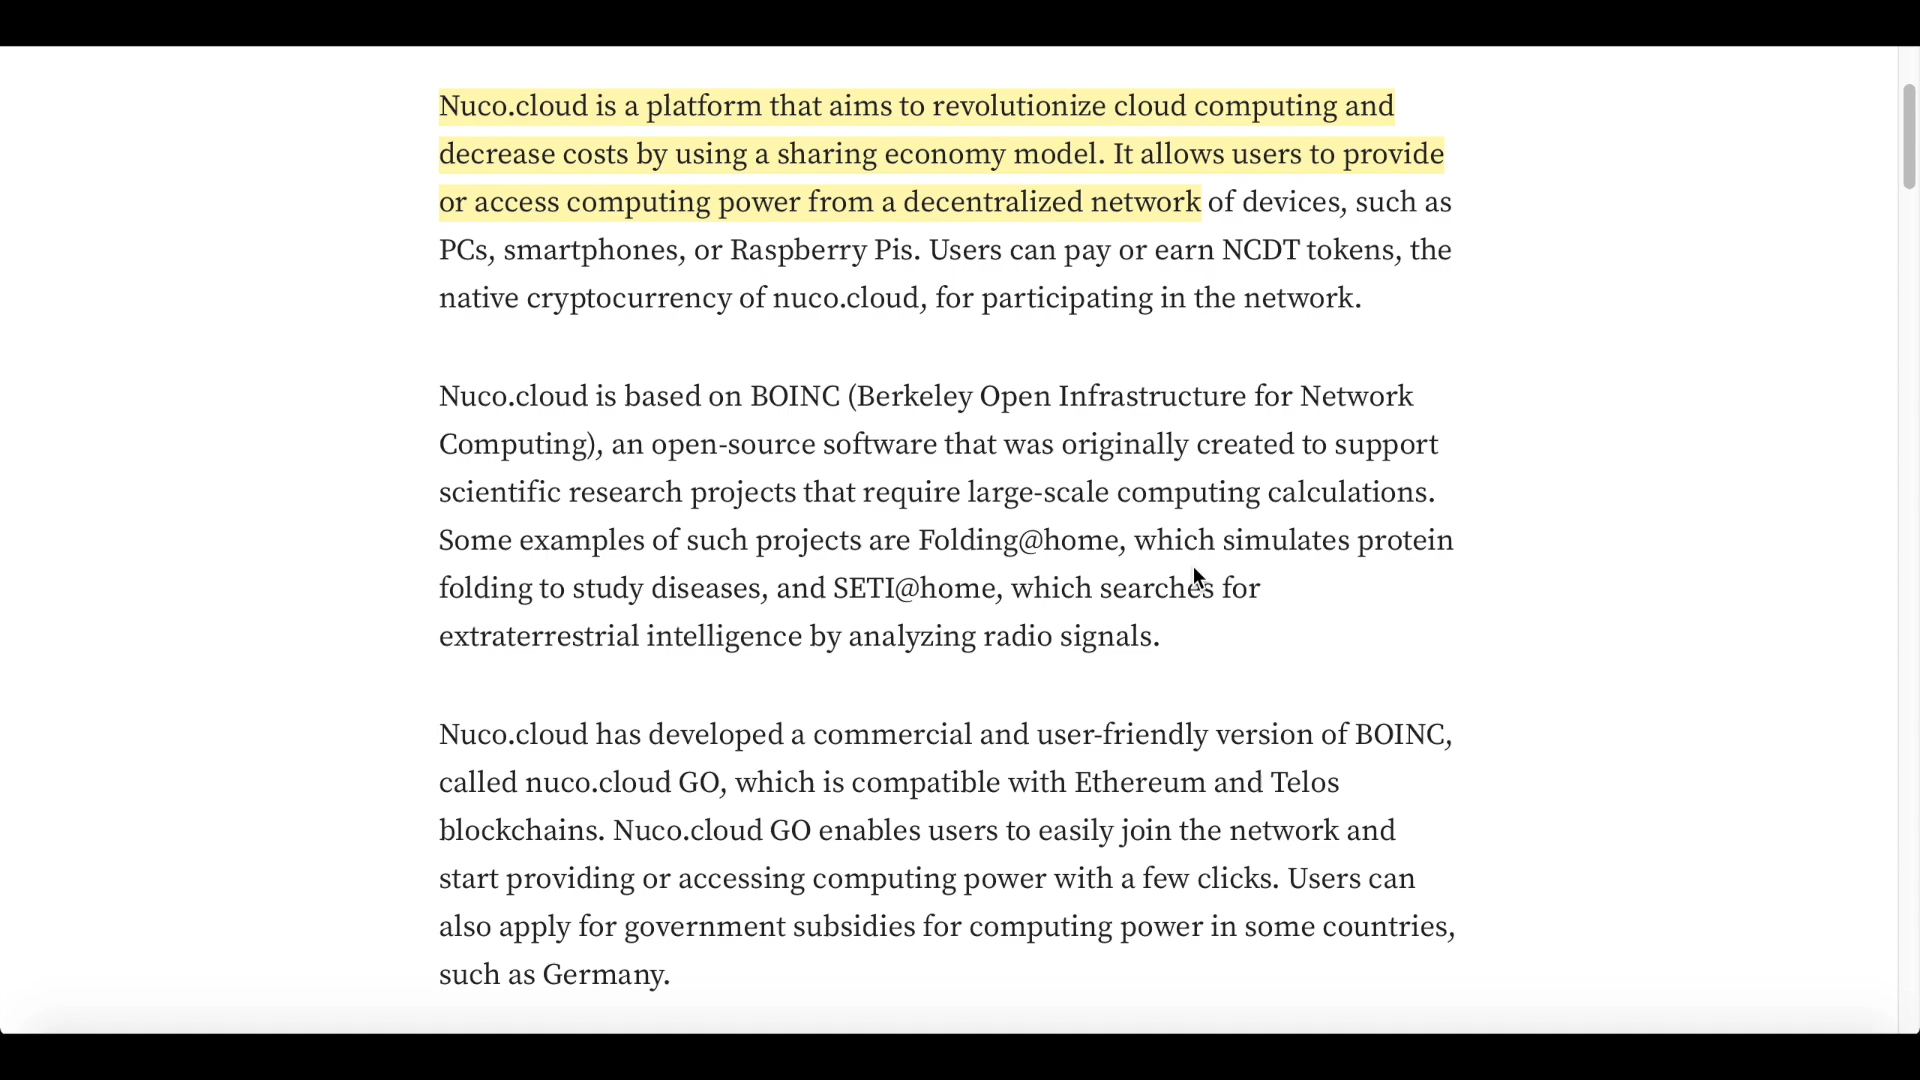 Nuco.cloud is a platform that aims to revolutionize cloud computing and
decrease costs by using a sharing economy model. It allows users to provide
or access computing power from a decentralized network of devices, such as
PCs, smartphones, or Raspberry Pis. Users can pay or earn NCDT tokens, the
native cryptocurrency of nuco.cloud, for participating in the network.
Nuco.cloud is based on BOINC (Berkeley Open Infrastructure for Network
Computing), an open-source software that was originally created to support
scientific research projects that require large-scale computing calculations.
Some examples of such projects are Folding@home, which simulates protein
folding to study diseases, and SETI@home, which searches for
extraterrestrial intelligence by analyzing radio signals.
Nuco.cloud has developed a commercial and user-friendly version of BOINC,
called nuco.cloud GO, which is compatible with Ethereum and Telos
blockchains. Nuco.cloud GO enables users to easily join the network and
start providing or accessing computing power with a few clicks. Users can
also apply for government subsidies for computing power in some countries,
such as Germany.